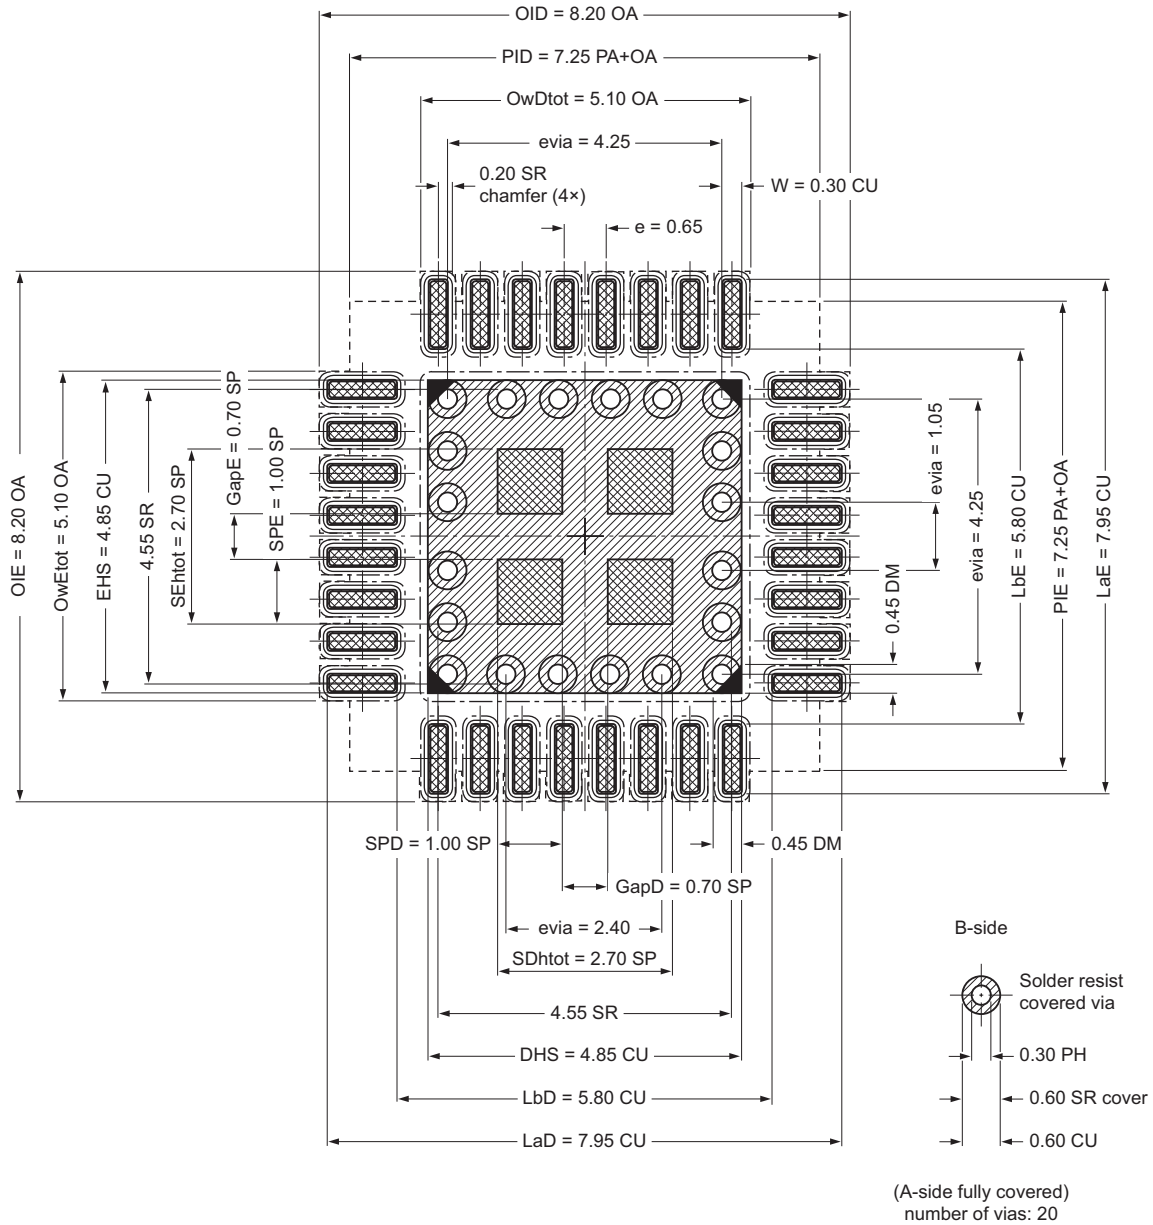 OID = 8.20 OA
PID = 7.25 PA+OA
OwDtot = 5.10 OA
evia = 4.25
0.20 SR
chamfer (4×)
W = 0.30 CU
e = 0.65
OIE = 8.20 OA
OwEtot = 5.10 OA
EHS = 4.85 CU
4.55 SR
SEhtot = 2.70 SP
GapE = 0.70 SP
SPE = 1.00 SP
evia = 1.05
evia = 4.25
0.45 DM
LbE = 5.80 CU
PIE = 7.25 PA+OA
LaE = 7.95 CU
SPD = 1.00 SP
0.45 DM
GapD = 0.70 SP
evia = 2.40
SDhtot = 2.70 SP
4.55 SR
DHS = 4.85 CU
LbD = 5.80 CU
LaD = 7.95 CU
B-side
Solder resist
covered via
0.30 PH
0.60 SR cover
0.60 CU
(A-side fully covered)
number of vias: 20